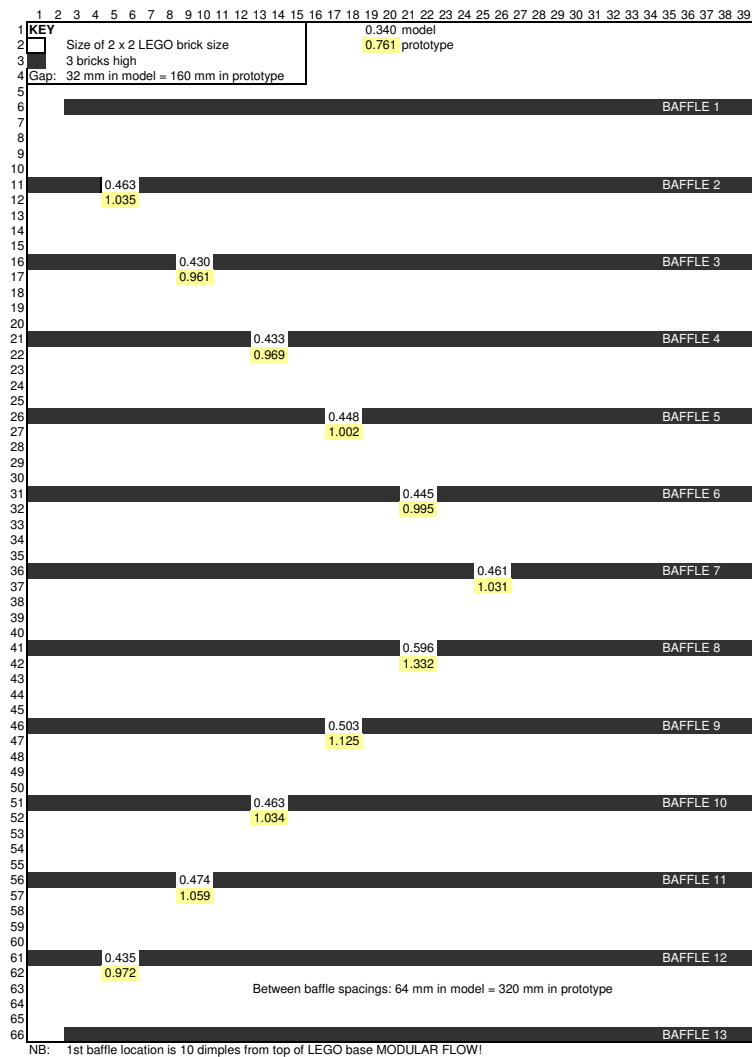 1 2 3 4 5 6 7 8 9 10 11 12 13 14 15 16 17 18 19 20 21 22 23 24 25 26 27 28 29 30 31 32 33 34 35 36 37 38 39
1 KEY 0.340 model
2 Size of 2 x 2 LEGO brick size 0.761 prototype
3 3 bricks high
4 Gap: 32 mm in model = 160 mm in prototype
5
6 BAFFLE 1
7
8
9
10
11 0.463 BAFFLE 2
12 1.035
13
14
15
16 0.430 BAFFLE 3
17 0.961
18
19
20
21 0.433 BAFFLE 4
22 0.969
23
24
25
26 0.448 BAFFLE 5
27 1.002
28
29
30
31 0.445 BAFFLE 6
32 0.995
33
34
35
36 0.461 BAFFLE 7
37 1.031
38
39
40
41 0.596 BAFFLE 8
42 1.332
43
44
45
46 0.503 BAFFLE 9
47 1.125
48
49
50
51 0.463 BAFFLE 10
52 1.034
53
54
55
56 0.474 BAFFLE 11
57 1.059
58
59
60
61 0.435 BAFFLE 12
62 0.972
63 Between baffle spacings: 64 mm in model = 320 mm in prototype
64
65
66 BAFFLE 13
NB: 1st baffle location is 10 dimples from top of LEGO base MODULAR FLOW!